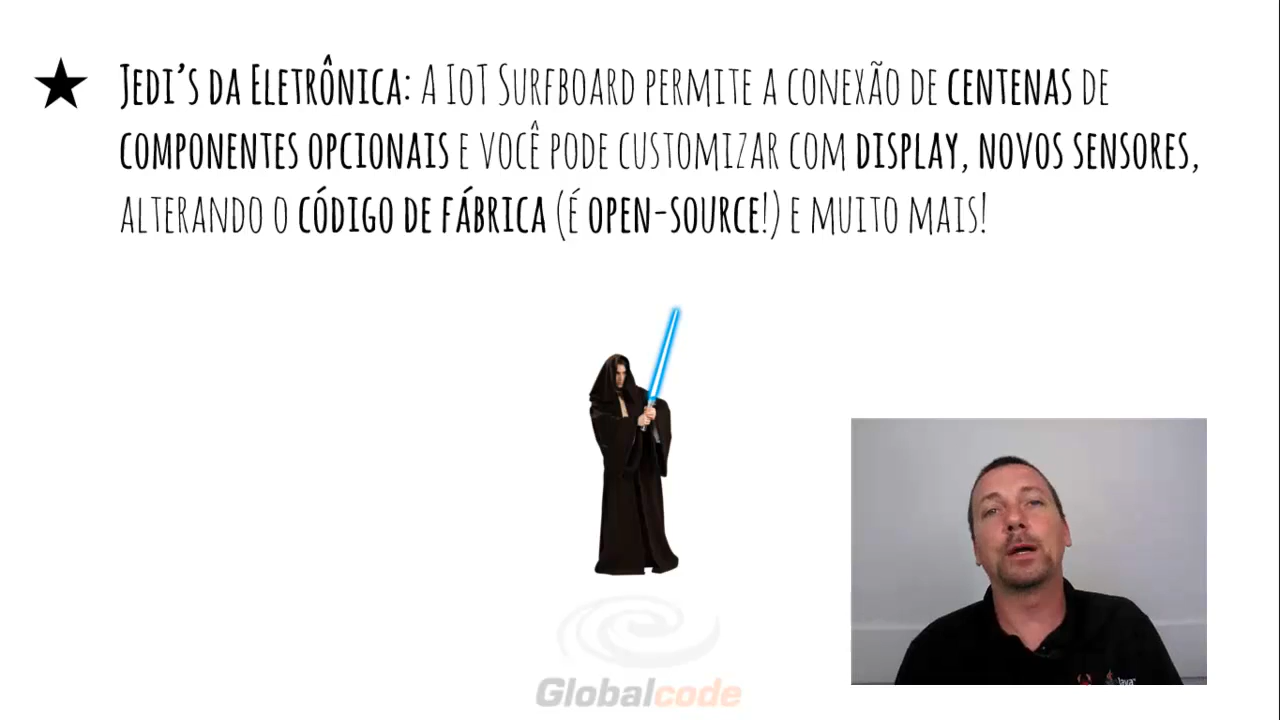 Jedi's da Eletrônica: A IoT Surfboard permite a conexão de centenas de
componentes opcionais e você pode customizar com display, novos sensores,
alterando o código de fábrica (é open-source!) e muito mais!
Globalcode
Java